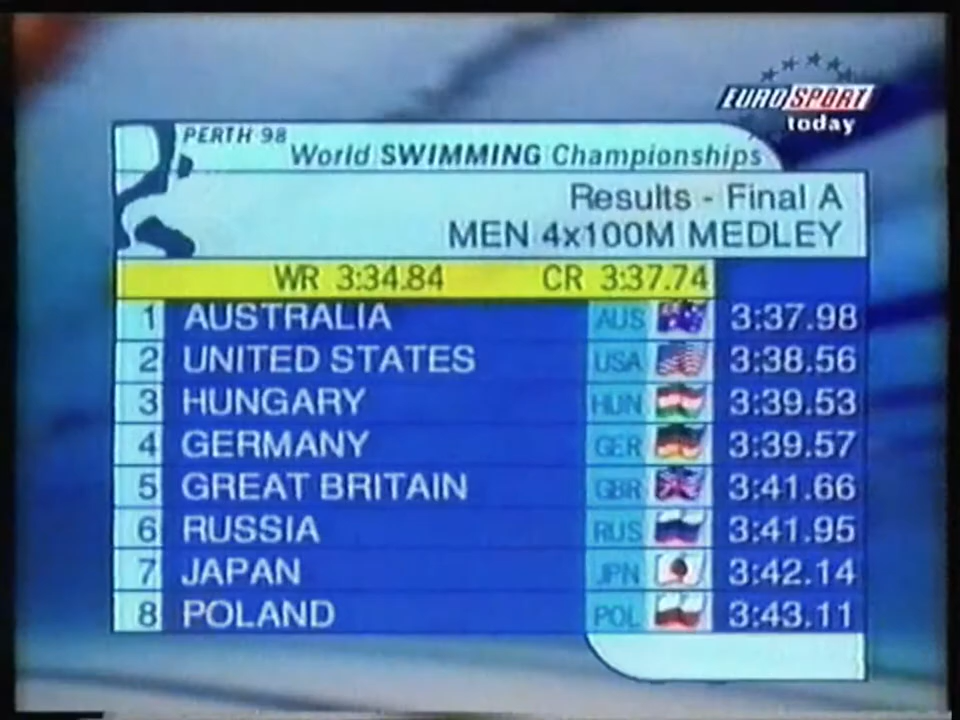 EUROSPORT
today
PERTH 98
World SWIMMING Championships
Results - Final A
MEN 4x100M MEDLEY
WR 3:34.84 CR 3:37.74
1 AUSTRALIA AUS 3:37.98
2 UNITED STATES USA 3:38.56
3 HUNGARY HUN 3:39.53
4 GERMANY GER 3:39.57
5 GREAT BRITAIN GBR 3:41.66
6 RUSSIA RUS 3:41.95
7 JAPAN JPN 3:42.14
8 POLAND POL 3:43.11